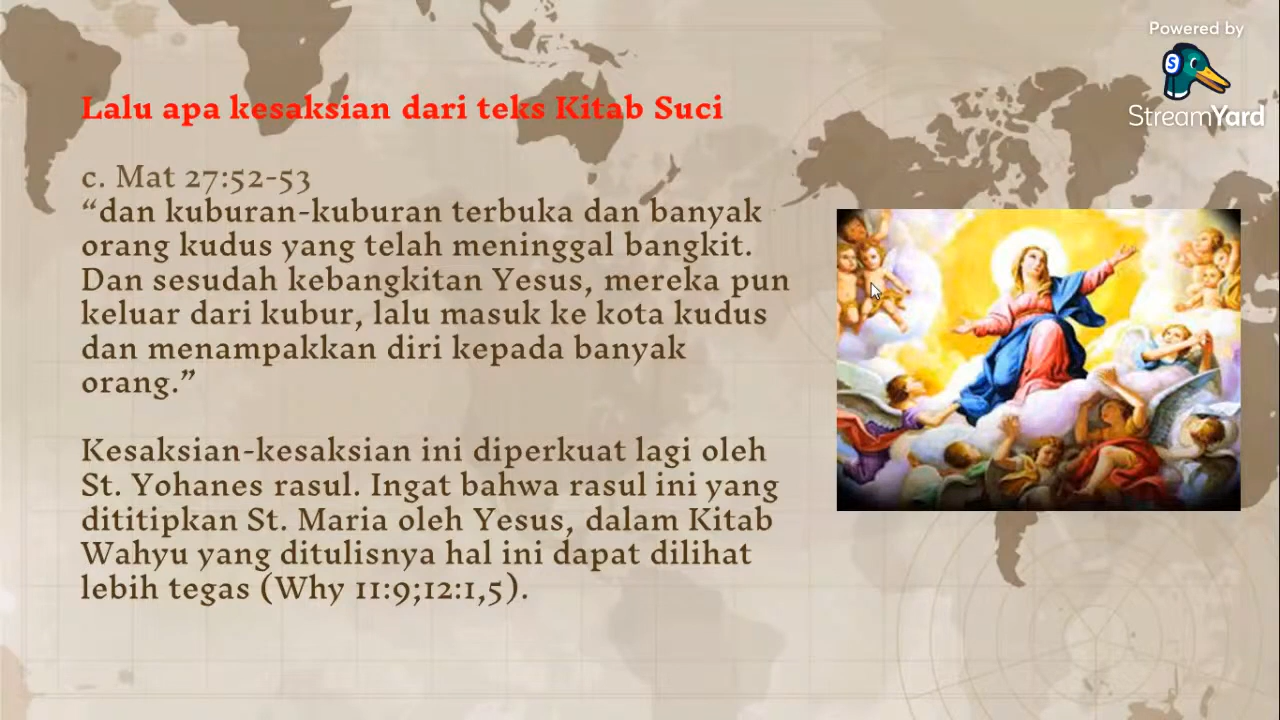 Powered by
StreamYard
Lalu apa kesaksian dari teks Kitab Suci
c. Mat 27:52-53
“dan kuburan-kuburan terbuka dan banyak
orang kudus yang telah meninggal bangkit.
Dan sesudah kebangkitan Yesus, mereka pun
keluar dari kubur, lalu masuk ke kota kudus
dan menampakkan diri kepada banyak
orang.”
Kesaksian-kesaksian ini diperkuat lagi oleh
St. Yohanes rasul. Ingat bahwa rasul ini yang
dititipkan St. Maria oleh Yesus, dalam Kitab
Wahyu yang ditulisnya hal ini dapat dilihat
lebih tegas (Why 11:9;12:1,5).